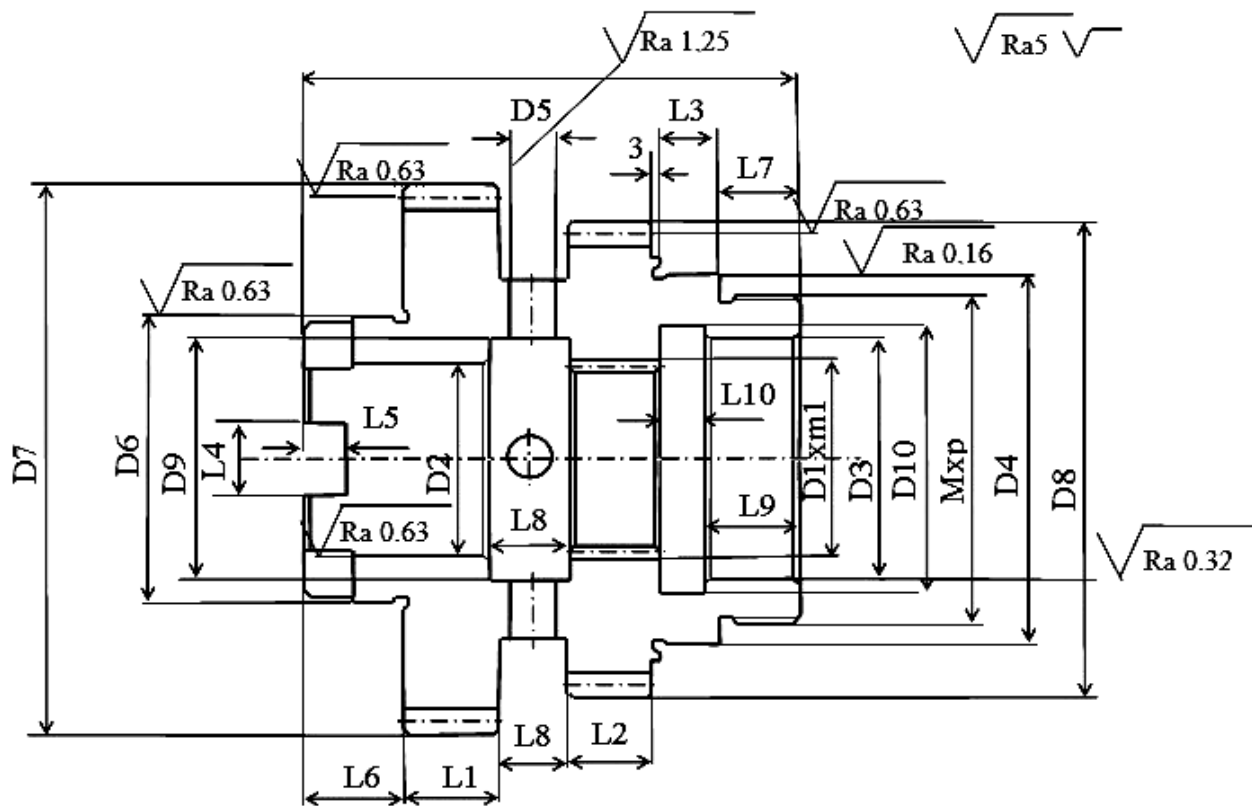 Ra 1.25
Ra5
D5
L3
3
L7
Ra 0.63
Ra 0.63
Ra 0.16
Ra 0.63
L10
L5
D7
D6
D9
L4
D2
D1xm1
D3
D10
Mxp
D4
D8
L8
L9
Ra 0.63
Ra 0.32
L8
L2
L6
L1